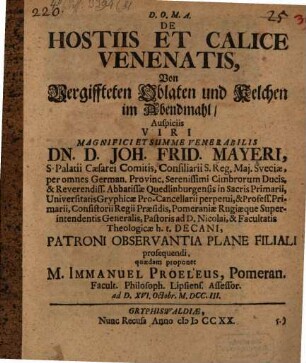 220
25
D. O. M. A.
DE
HOSTIIS ET CALICE
VENENATIS,
Von
Vergiffteten Oblaten und Kelchen
im Abendmahl/
Auspiciis
VIRI
MAGNIFICI ET SUMME VENERABILIS
DN. D. JOH. FRID. MAYERI,
S. Palatii Cæsarei Comitis, Consiliarii S. Reg. Maj. Sveciæ,
per omnes German. Provinc. Serenissimi Cimbrorum Ducis,
& Reverendiss. Abbatissæ Quedlinburgensis in Sacris Primarii,
Universitatis Gryphicæ Pro-Cancellarii perpetui, & Profess. Pri-
marii, Consistorii Regii Præsidis, Pomeraniæ Rugiæque Super-
intendentis Generalis, Pastoris ad D. Nicolai, & Facultatis
Theologicæ h. t. DECANI,
PATRONI OBSERVANTIA PLANE FILIALI
prosequendi,
quædam proponet
M. IMMANUEL PROELEUS, Pomeran.
Facult. Philosoph. Lipsiens. Assessor.
ad D. XVI. Octobr. M. DCC. III.
GRYPHISWALDIÆ,
Nunc Recusa Anno cIɔ Iɔ CC XX.